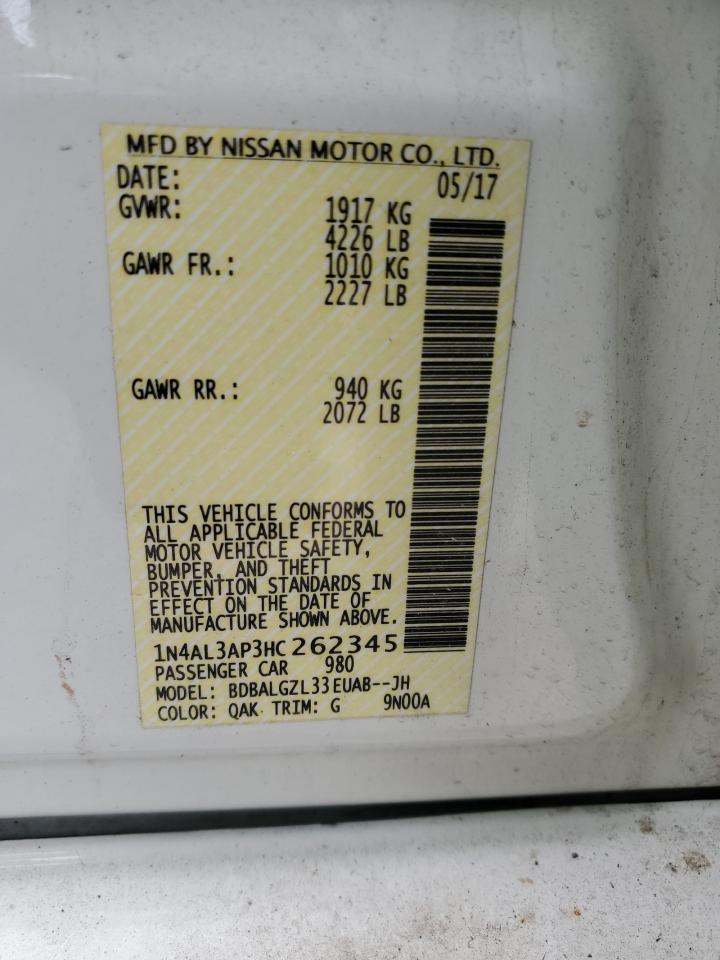 MFD BY NISSAN MOTOR CO., LTD.
DATE: 05/17
GVWR: 1917 KG
4226 LB
GAWR FR.: 1010 KG
2227 LB
GAWR RR.: 940 KG
2072 LB
THIS VEHICLE CONFORMS TO
ALL APPLICABLE FEDERAL
MOTOR VEHICLE SAFETY,
BUMPER, AND THEFT
PREVENTION STANDARDS IN
EFFECT ON THE DATE OF
MANUFACTURE SHOWN ABOVE.
1N4AL3AP3HC262345
PASSENGER CAR 980
MODEL: BDBALGZL33EUAB--JH
COLOR: QAK TRIM: G 9N00A